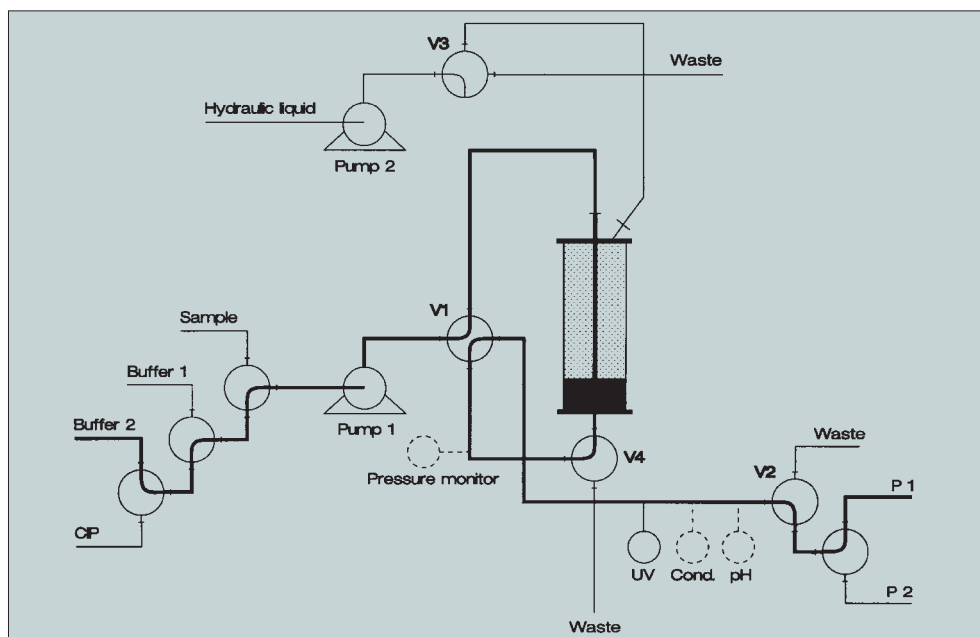 V3
Waste
Hydraulic liquid
Pump 2
V1
Sample
Buffer 1
Buffer 2
Pump 1
V4
Pressure monitor
Waste
V2
CIP
P 1
UV
Cond.
pH
P 2
Waste